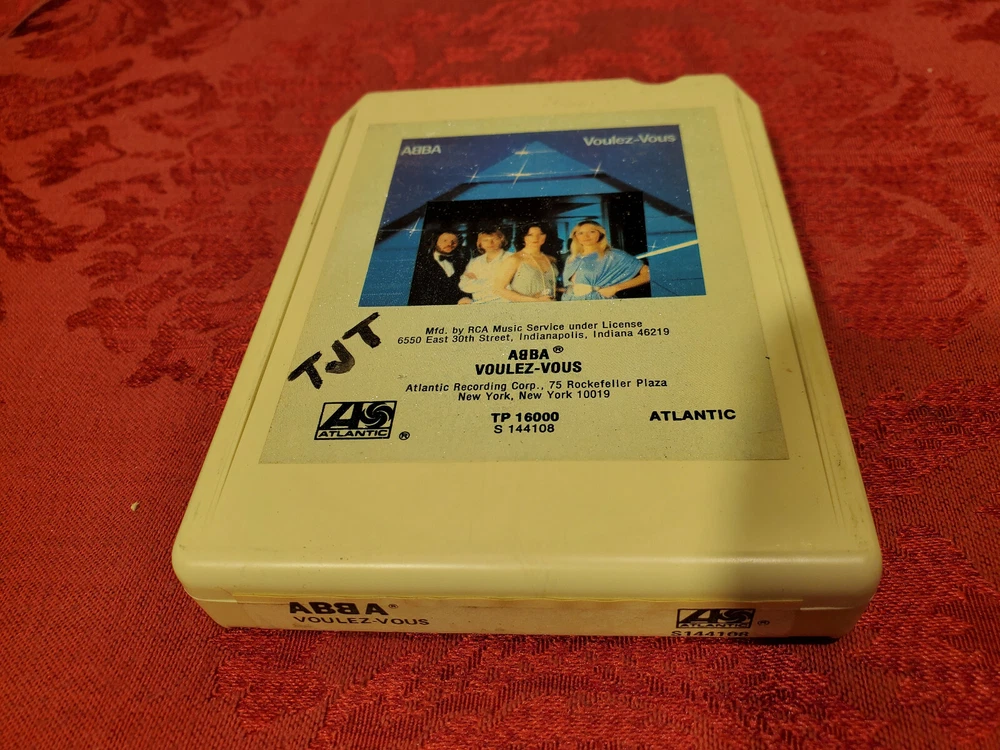 ABBA
Voulez-Vous
Mfd. by RCA Music Service under License
6550 East 30th Street, Indianapolis, Indiana 46219
ABBA®
VOULEZ-VOUS
TJT
Atlantic Recording Corp., 75 Rockefeller Plaza
New York, New York 10019
ATLANTIC®
TP 16000
S 144108
ATLANTIC
ABBA®
VOULEZ-VOUS
ATLANTIC®
S144108